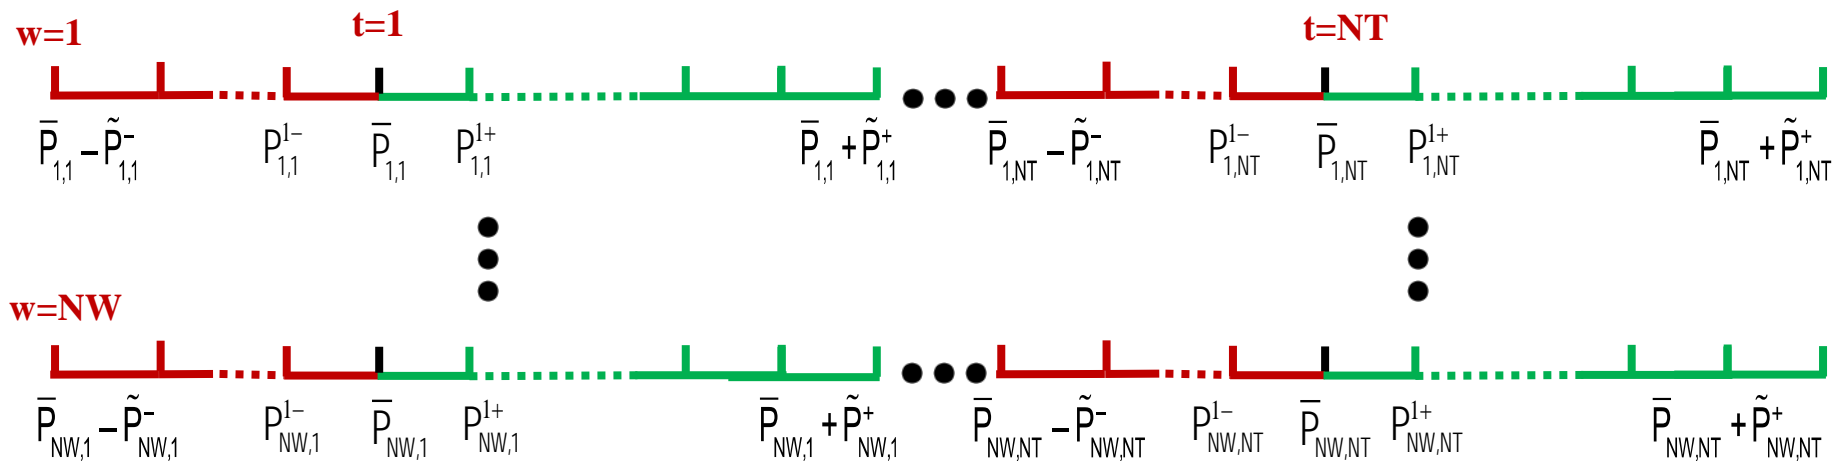 w=1 t=1 t=NT
P̄₁,₁ − P̃⁻₁,₁ P¹⁻₁,₁ P̄₁,₁ P¹⁺₁,₁ P̄₁,₁ + P̃⁺₁,₁ P̄₁,NT − P̃⁻₁,NT P¹⁻₁,NT P̄₁,NT P¹⁺₁,NT P̄₁,NT + P̃⁺₁,NT
w=NW
P̄NW,1 − P̃⁻NW,1 P¹⁻NW,1 P̄NW,1 P¹⁺NW,1 P̄NW,1 + P̃⁺NW,1 P̄NW,NT − P̃⁻NW,NT P¹⁻NW,NT P̄NW,NT P¹⁺NW,NT P̄NW,NT + P̃⁺NW,NT